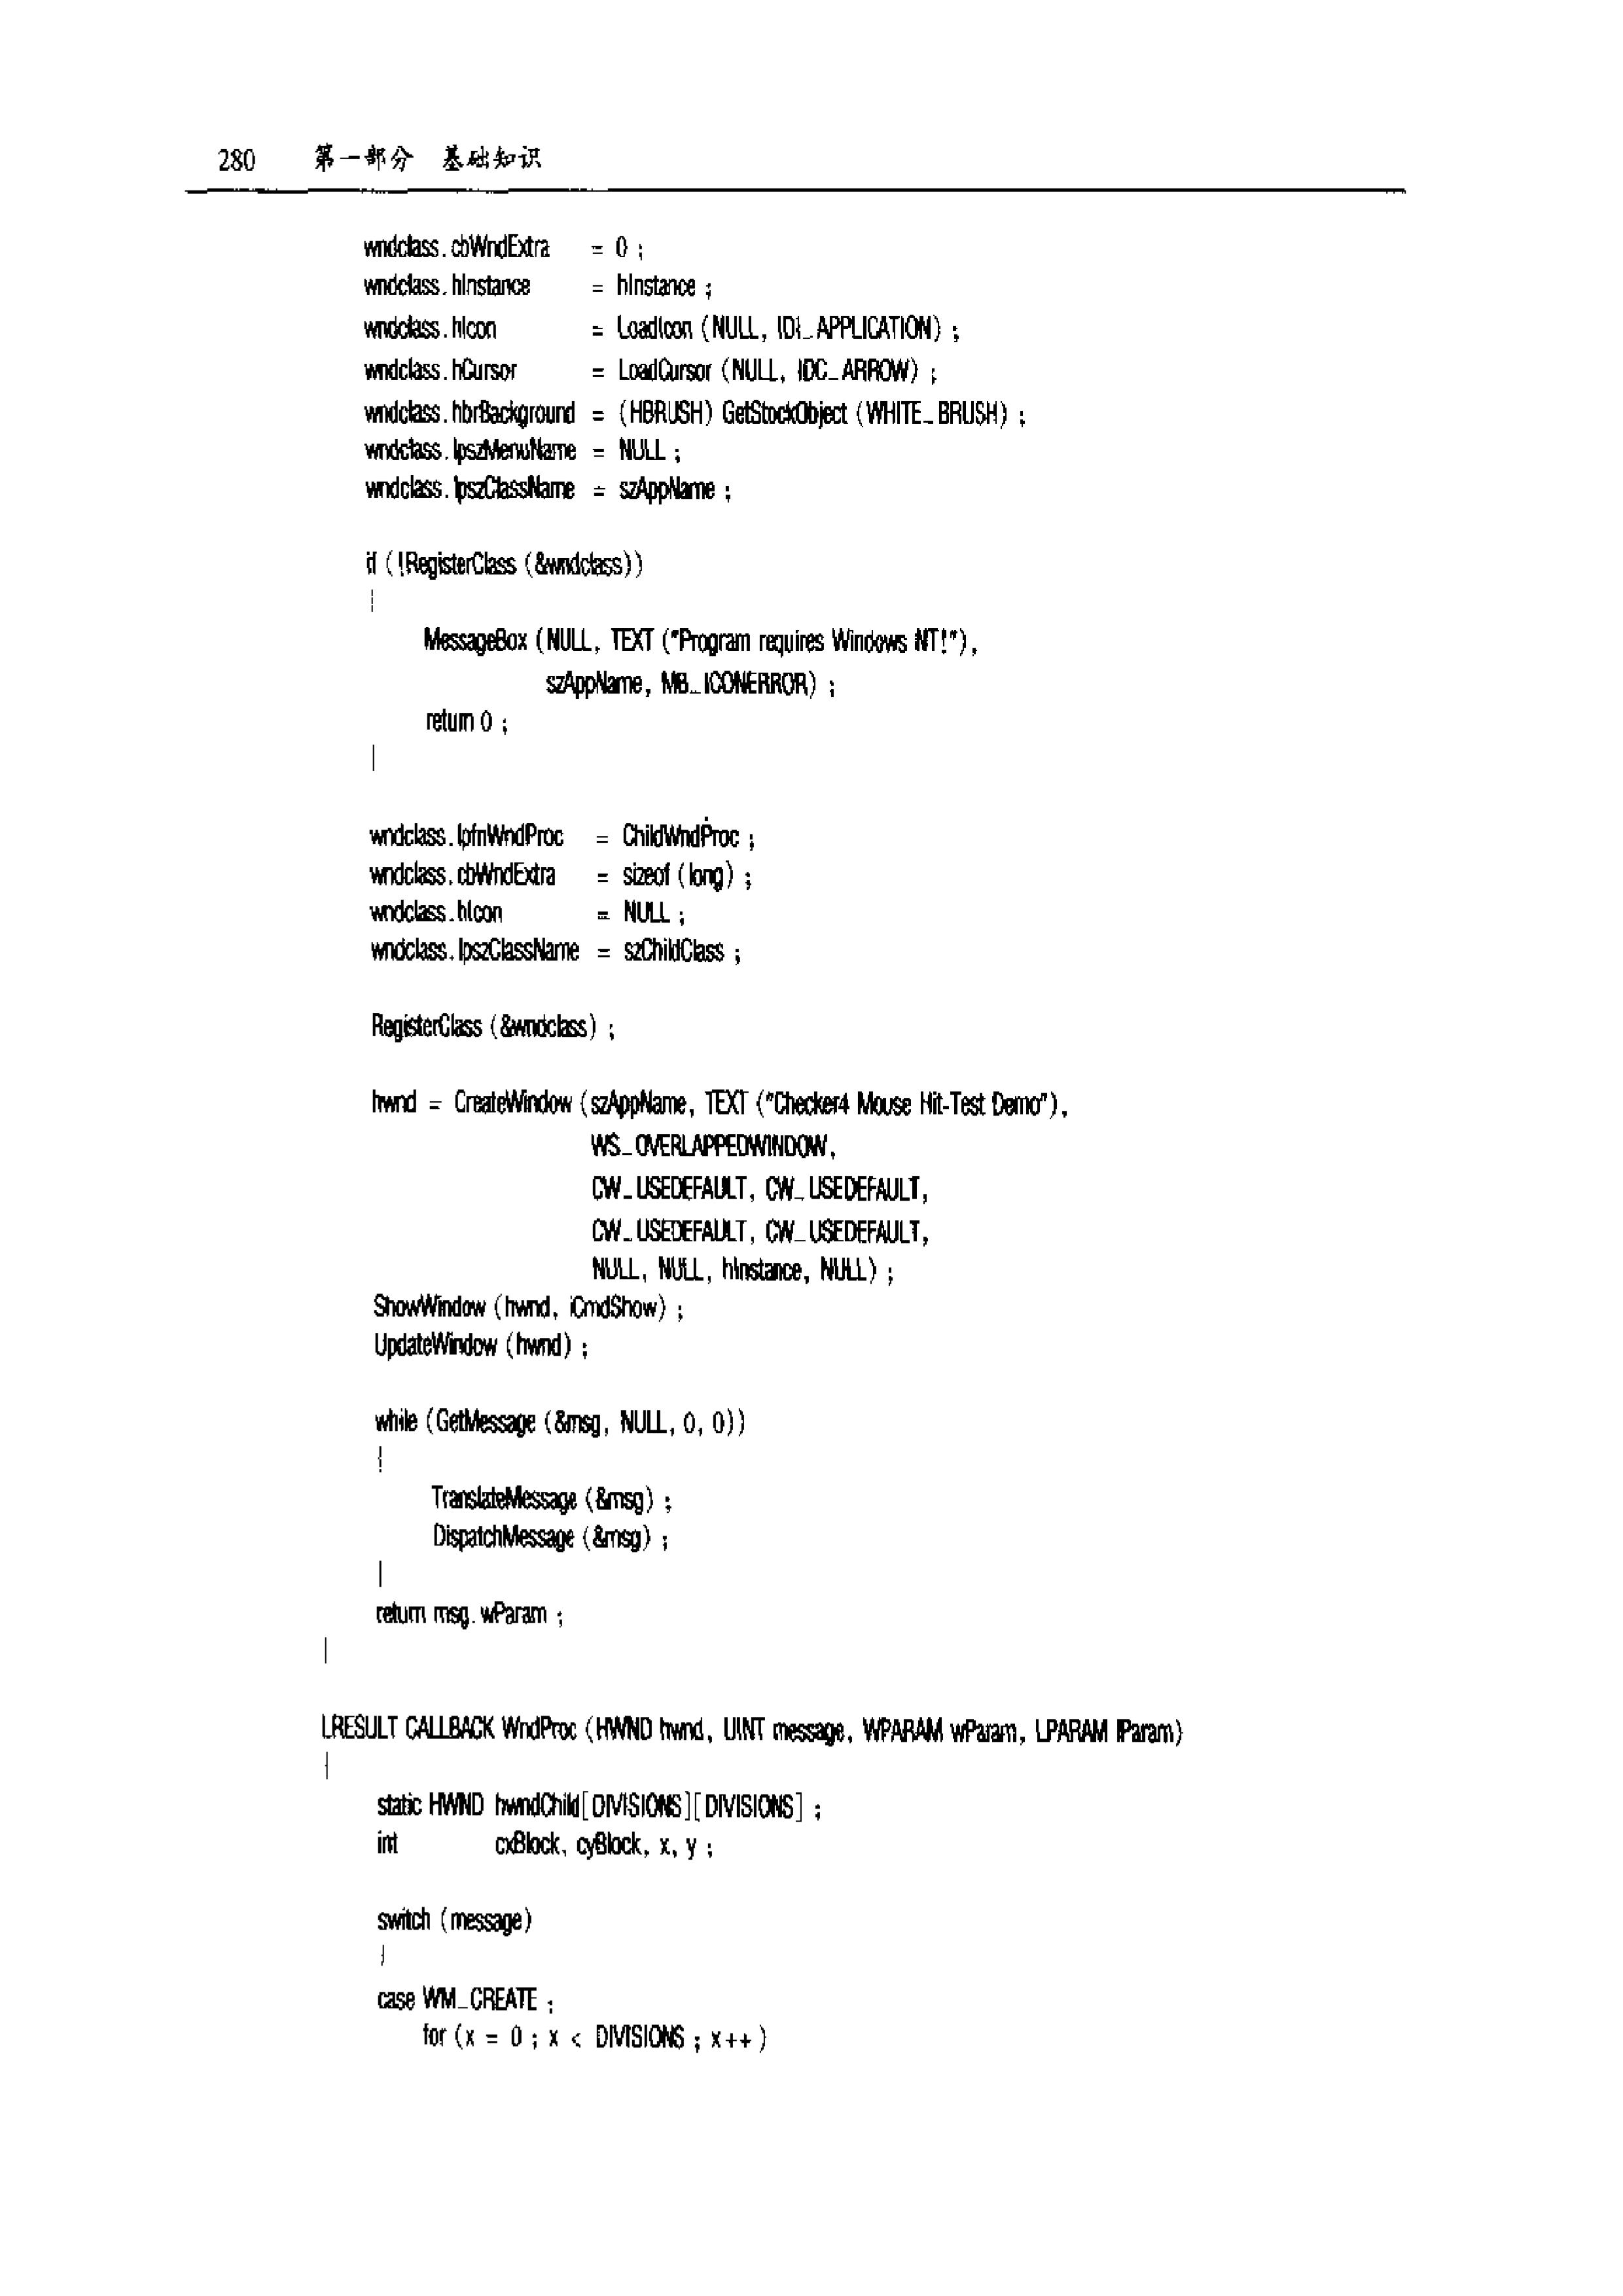 280 第一部分 基础知识
wndclass.cbWndExtra = 0 ;
wndclass.hInstance = hInstance ;
wndclass.hIcon = LoadIcon (NULL, IDI_APPLICATION) ;
wndclass.hCursor = LoadCursor (NULL, IDC_ARROW) ;
wndclass.hbrBackground = (HBRUSH) GetStockObject (WHITE_BRUSH) ;
wndclass.lpszMenuName = NULL ;
wndclass.lpszClassName = szAppName ;
if (!RegisterClass (&wndclass))
{
MessageBox (NULL, TEXT ("Program requires Windows NT!"),
szAppName, MB_ICONERROR) ;
return 0 ;
}
wndclass.lpfnWndProc = ChildWndProc ;
wndclass.cbWndExtra = sizeof (long) ;
wndclass.hIcon = NULL ;
wndclass.lpszClassName = szChildClass ;
RegisterClass (&wndclass) ;
hwnd = CreateWindow (szAppName, TEXT ("Checker4 Mouse Hit-Test Demo"),
WS_OVERLAPPEDWINDOW,
CW_USEDEFAULT, CW_USEDEFAULT,
CW_USEDEFAULT, CW_USEDEFAULT,
NULL, NULL, hInstance, NULL) ;
ShowWindow (hwnd, iCmdShow) ;
UpdateWindow (hwnd) ;
while (GetMessage (&msg, NULL, 0, 0))
{
TranslateMessage (&msg) ;
DispatchMessage (&msg) ;
}
return msg.wParam ;
}
LRESULT CALLBACK WndProc (HWND hwnd, UINT message, WPARAM wParam, LPARAM lParam)
{
static HWND hwndChild[DIVISIONS][DIVISIONS] ;
int cxBlock, cyBlock, x, y ;
switch (message)
{
case WM_CREATE ;
for (x = 0 ; x < DIVISIONS ; x++ )